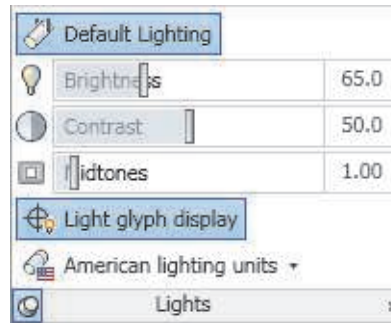 Default Lighting
Brightness 65.0
Contrast 50.0
Midtones 1.00
Light glyph display
American lighting units
Lights